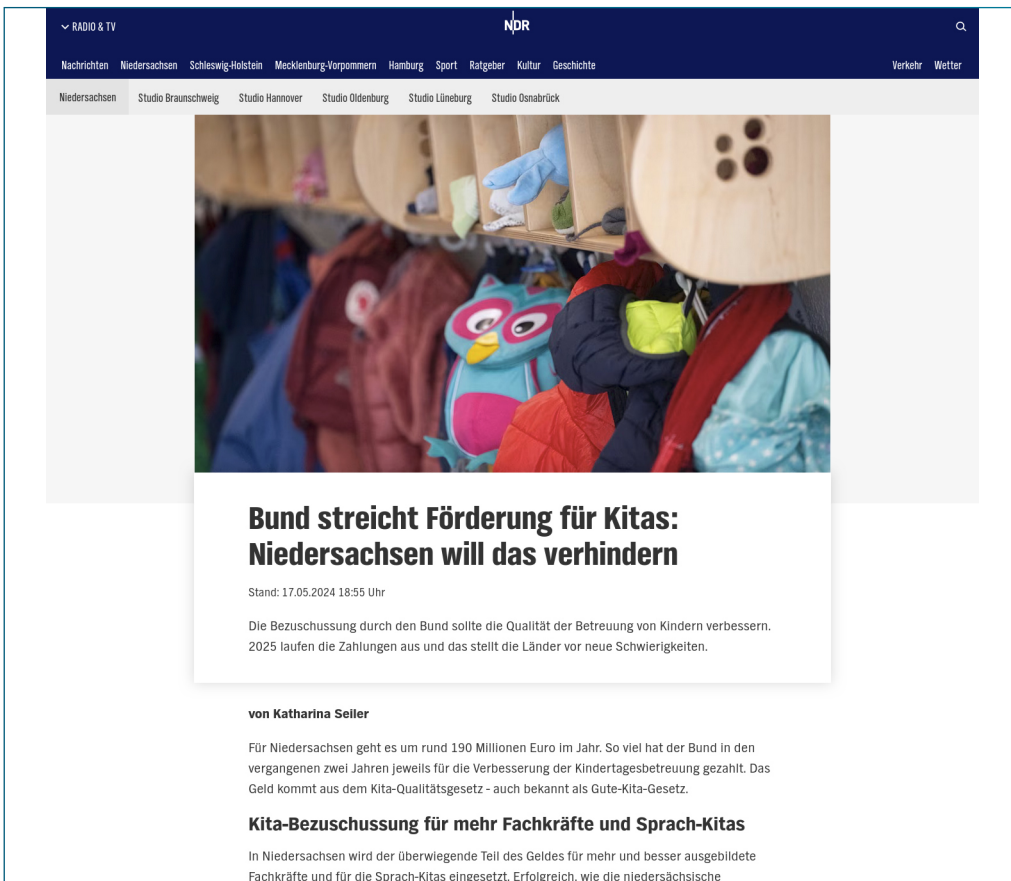 RADIO & TV
NDR
Nachrichten Niedersachsen Schleswig-Holstein Mecklenburg-Vorpommern Hamburg Sport Ratgeber Kultur Geschichte Verkehr Wetter
Niedersachsen Studio Braunschweig Studio Hannover Studio Oldenburg Studio Lüneburg Studio Osnabrück
Bund streicht Förderung für Kitas:
Niedersachsen will das verhindern
Stand: 17.05.2024 18:55 Uhr
Die Bezuschussung durch den Bund sollte die Qualität der Betreuung von Kindern verbessern.
2025 laufen die Zahlungen aus und das stellt die Länder vor neue Schwierigkeiten.
von Katharina Seiler
Für Niedersachsen geht es um rund 190 Millionen Euro im Jahr. So viel hat der Bund in den
vergangenen zwei Jahren jeweils für die Verbesserung der Kindertagesbetreuung gezahlt. Das
Geld kommt aus dem Kita-Qualitätsgesetz - auch bekannt als Gute-Kita-Gesetz.
Kita-Bezuschussung für mehr Fachkräfte und Sprach-Kitas
In Niedersachsen wird der überwiegende Teil des Geldes für mehr und besser ausgebildete
Fachkräfte und für die Sprach-Kitas eingesetzt. Erfolgreich, wie die niedersächsische